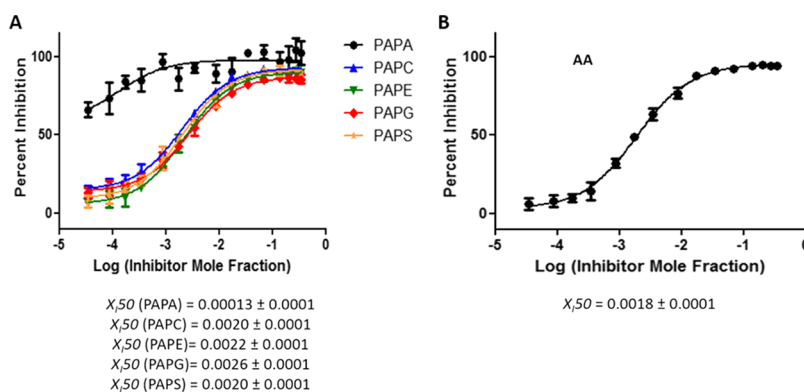 A
Percent Inhibition
100
50
0
-5
-4
-3
-2
-1
0
Log (Inhibitor Mole Fraction)
PAPA
PAPC
PAPE
PAPG
PAPS
XI50 (PAPA) = 0.00013 ± 0.0001
XI50 (PAPC) = 0.0020 ± 0.0001
XI50 (PAPE)= 0.0022 ± 0.0001
XI50 (PAPG)= 0.0026 ± 0.0001
XI50 (PAPS) = 0.0020 ± 0.0001
B
AA
Percent Inhibition
100
50
0
-5
-4
-3
-2
-1
0
Log (Inhibitor Mole Fraction)
XI50 = 0.0018 ± 0.0001